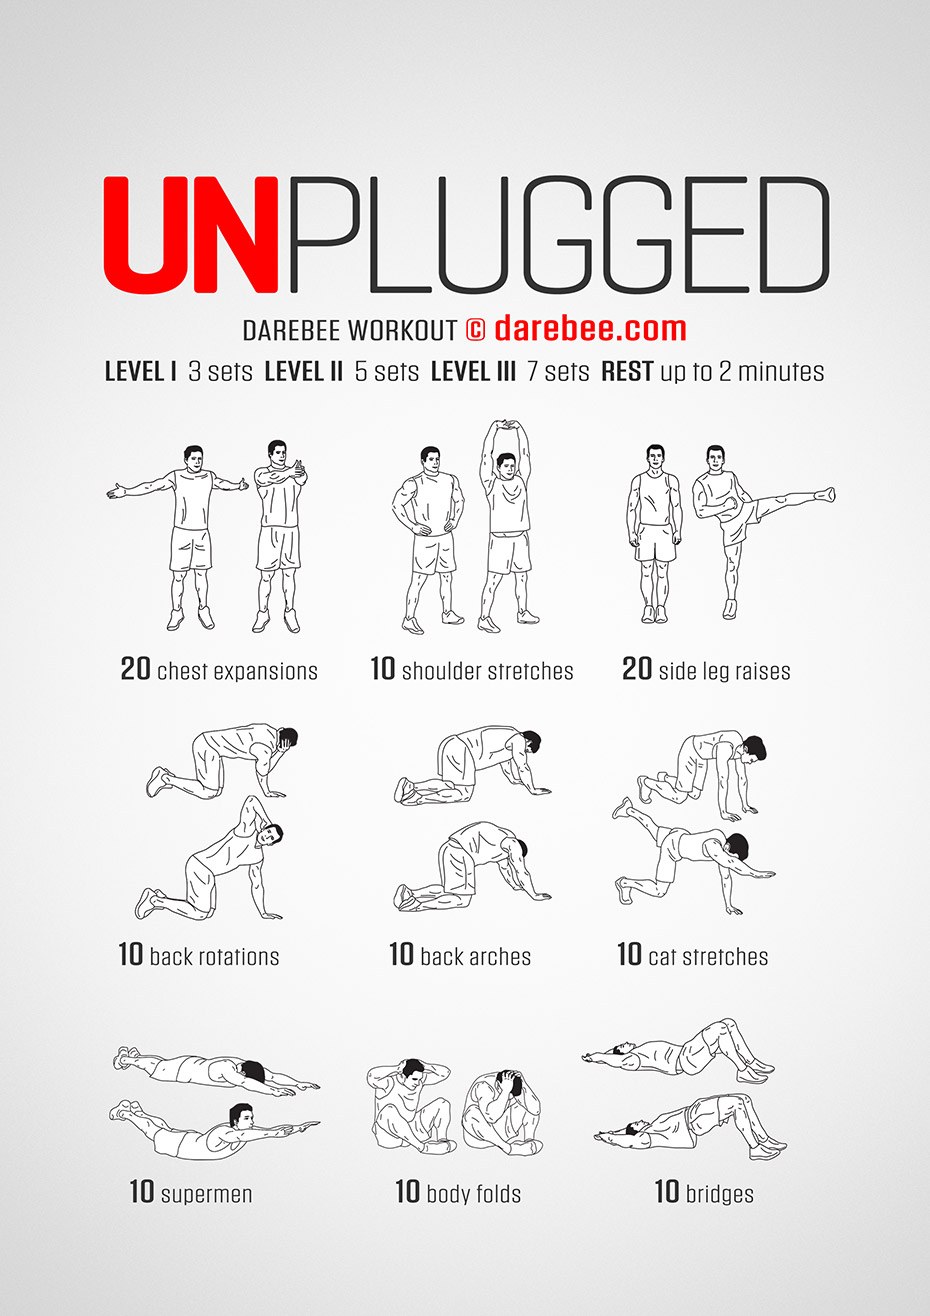 UNPLUGGED
DAREBEE WORKOUT © darebee.com
LEVEL I 3 sets LEVEL II 5 sets LEVEL III 7 sets REST up to 2 minutes
20 chest expansions
10 shoulder stretches
20 side leg raises
10 back rotations
10 back arches
10 cat stretches
10 supermen
10 body folds
10 bridges